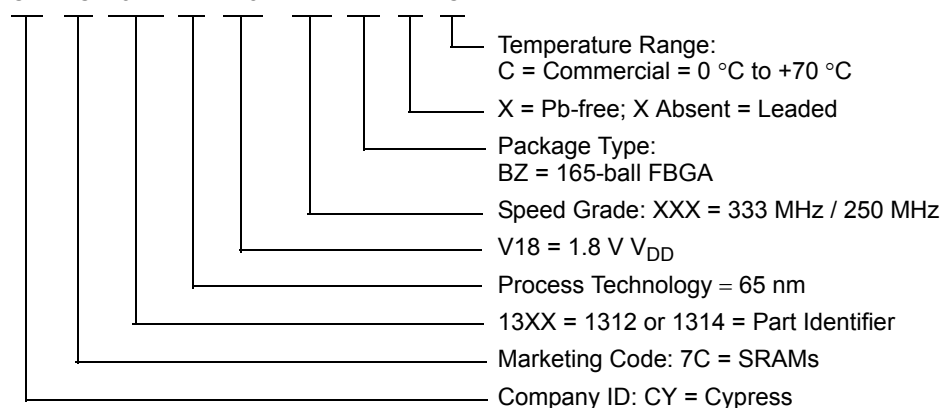 Temperature Range:
C = Commercial = 0 °C to +70 °C
X = Pb-free; X Absent = Leaded
Package Type:
BZ = 165-ball FBGA
Speed Grade: XXX = 333 MHz / 250 MHz
V18 = 1.8 V VDD
Process Technology = 65 nm
13XX = 1312 or 1314 = Part Identifier
Marketing Code: 7C = SRAMs
Company ID: CY = Cypress